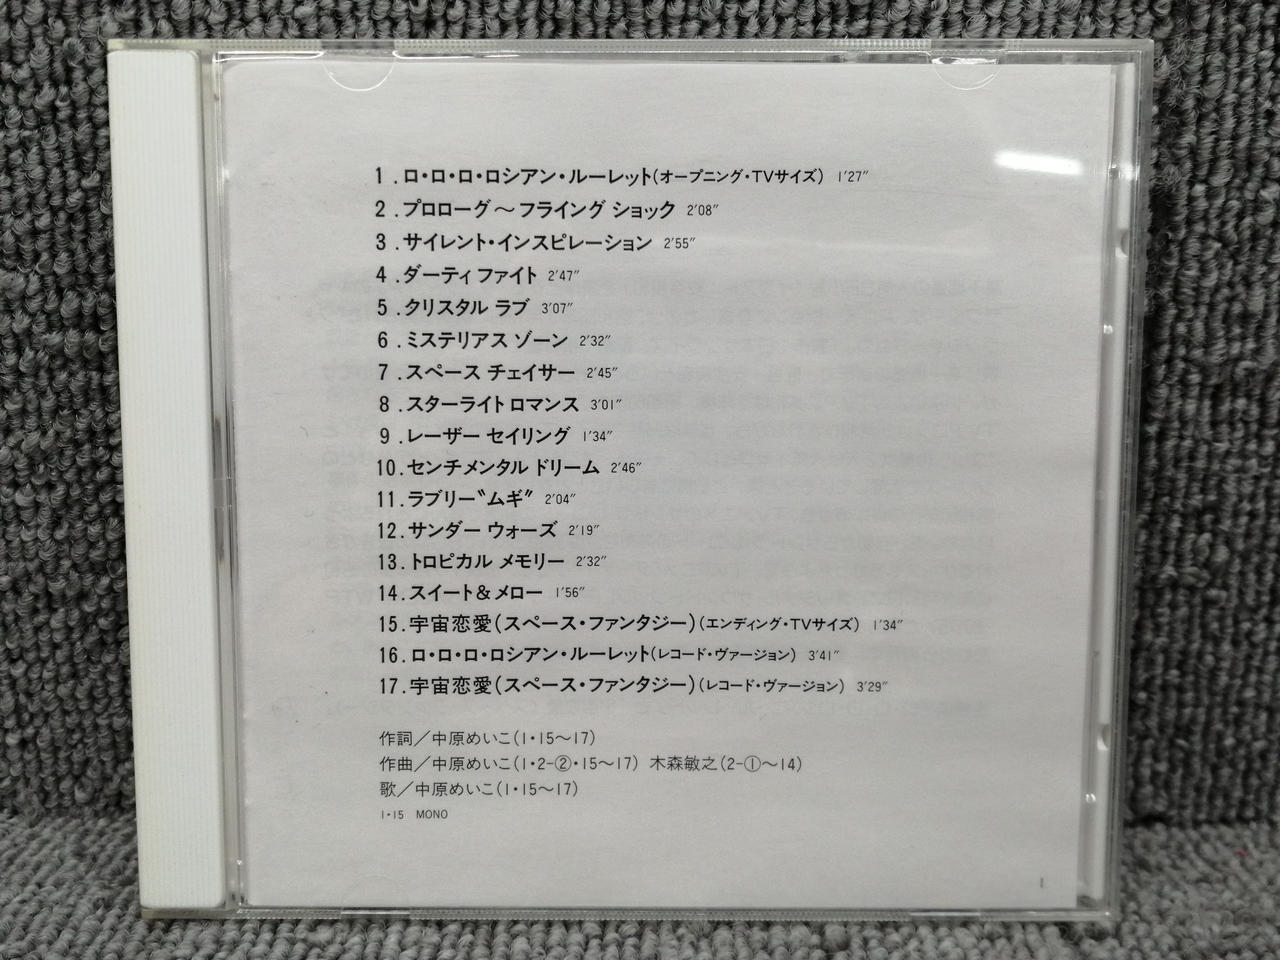 1.ロ・ロ・ロ・ロシアン・ルーレット(オープニング・TVサイズ) 1'27"
2.プロローグ〜フライング ショック 2'08"
3.サイレント・インスピレーション 2'55"
4.ダーティ ファイト 2'47"
5.クリスタル ラブ 3'07"
6.ミステリアス ゾーン 2'32"
7.スペース チェイサー 2'45"
8.スターライト ロマンス 3'01"
9.レーザー セイリング 1'34"
10.センチメンタル ドリーム 2'46"
11.ラブリー〝ムギ〟 2'04"
12.サンダー ウォーズ 2'19"
13.トロピカル メモリー 2'32"
14.スイート&メロー 1'56"
15.宇宙恋愛(スペース・ファンタジー)(エンディング・TVサイズ) 1'34"
16.ロ・ロ・ロ・ロシアン・ルーレット(レコード・ヴァージョン) 3'41"
17.宇宙恋愛(スペース・ファンタジー)(レコード・ヴァージョン) 3'29"
作詞/中原めいこ(1・15〜17)
作曲/中原めいこ(1・2-②・15〜17) 木森敏之(2-①〜14)
歌/中原めいこ(1・15〜17)
1・15 MONO
1